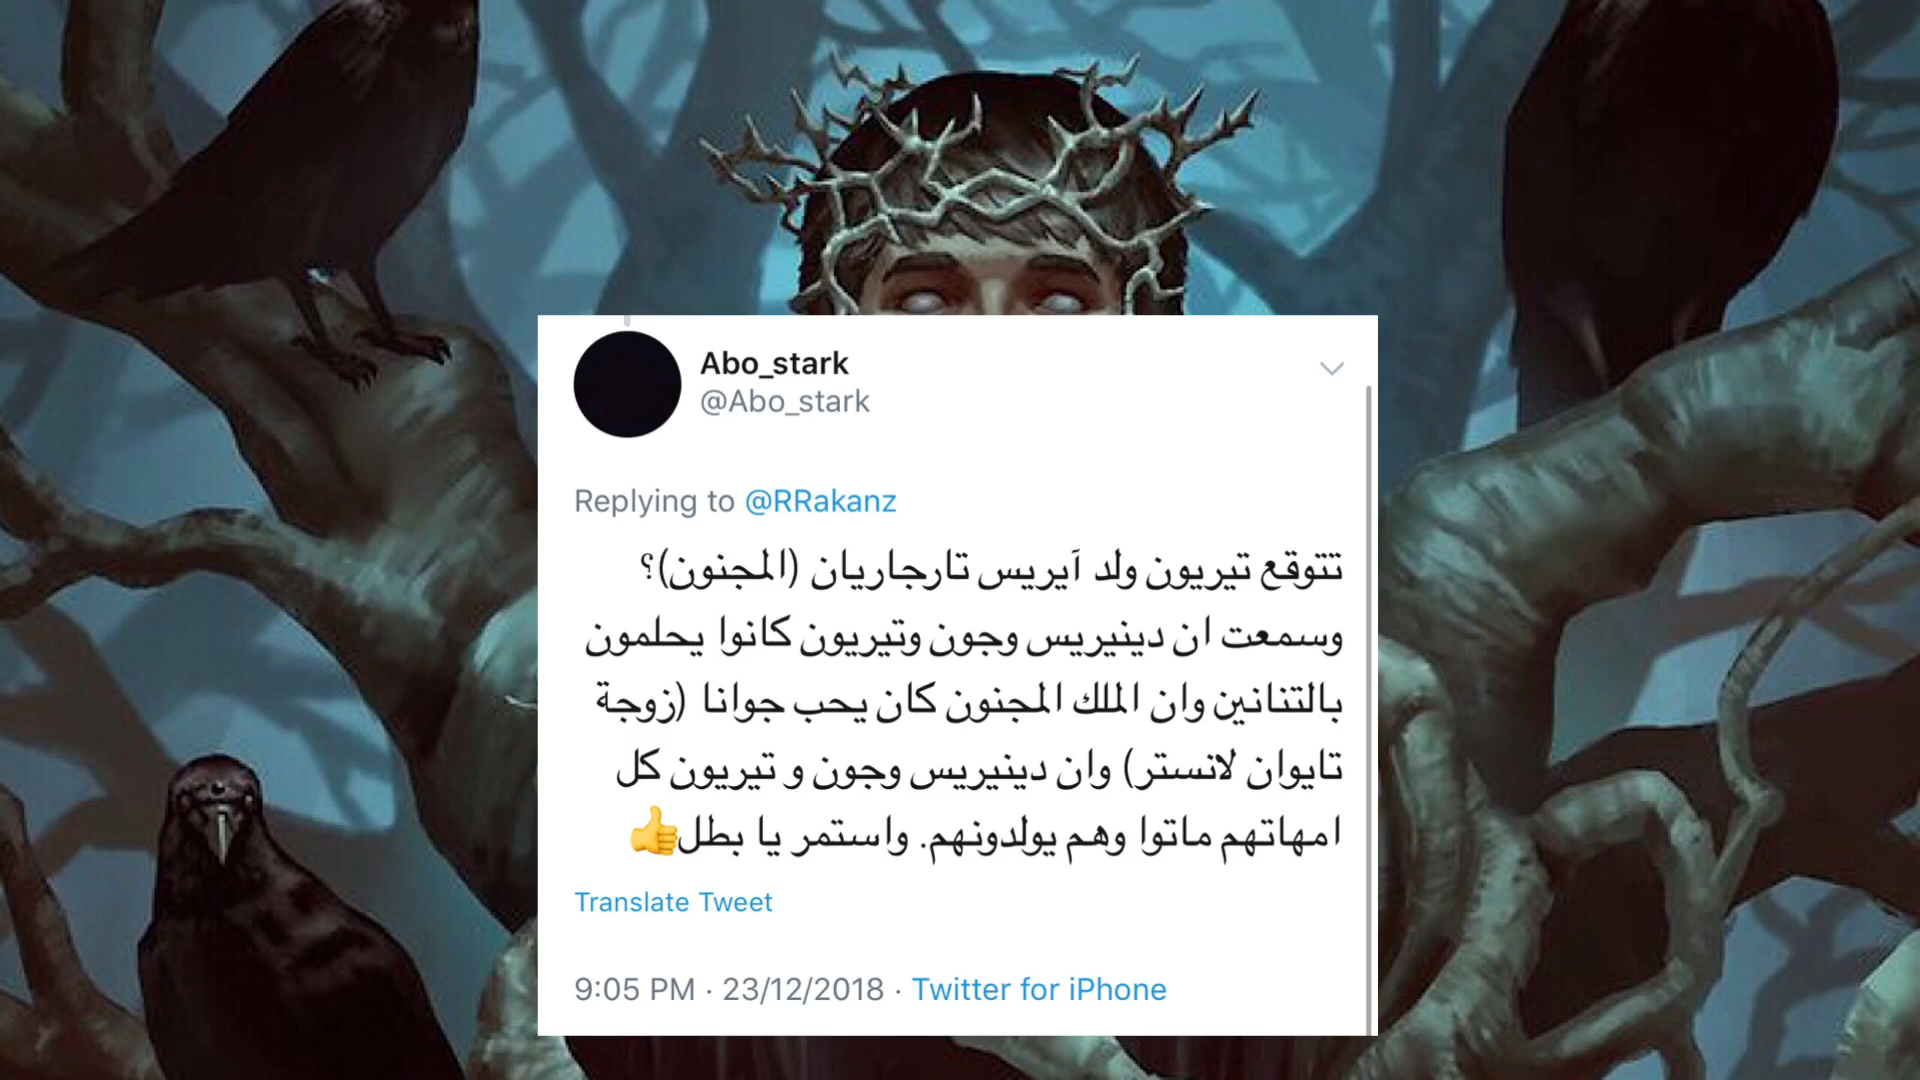 Abo_stark
@Abo_stark
Replying to @RRakanz
تتوقع تيريون ولد آيريس تارجاريان (المجنون)؟
وسمعت ان دينيريس وجون وتيريون كانوا يحلمون
بالتنانين وان الملك المجنون كان يحب جوانا (زوجة
تايوان لانستر) وان دينيريس وجون و تيريون كل
امهاتهم ماتوا وهم يولدونهم. واستمر يا بطل👍
Translate Tweet
9:05 PM · 23/12/2018 · Twitter for iPhone